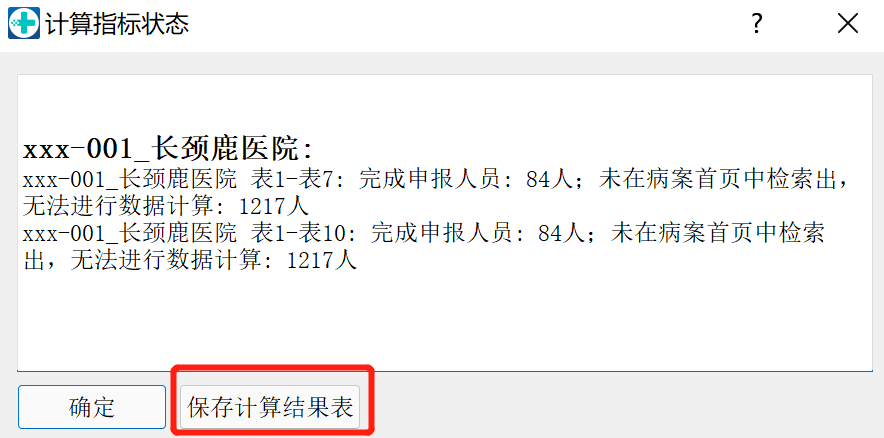 计算指标状态
?
xxx-001_长颈鹿医院:
xxx-001_长颈鹿医院 表1-表7: 完成申报人员: 84人；未在病案首页中检索出，
无法进行数据计算: 1217人
xxx-001_长颈鹿医院 表1-表10: 完成申报人员: 84人；未在病案首页中检索
出，无法进行数据计算: 1217人
确定 保存计算结果表